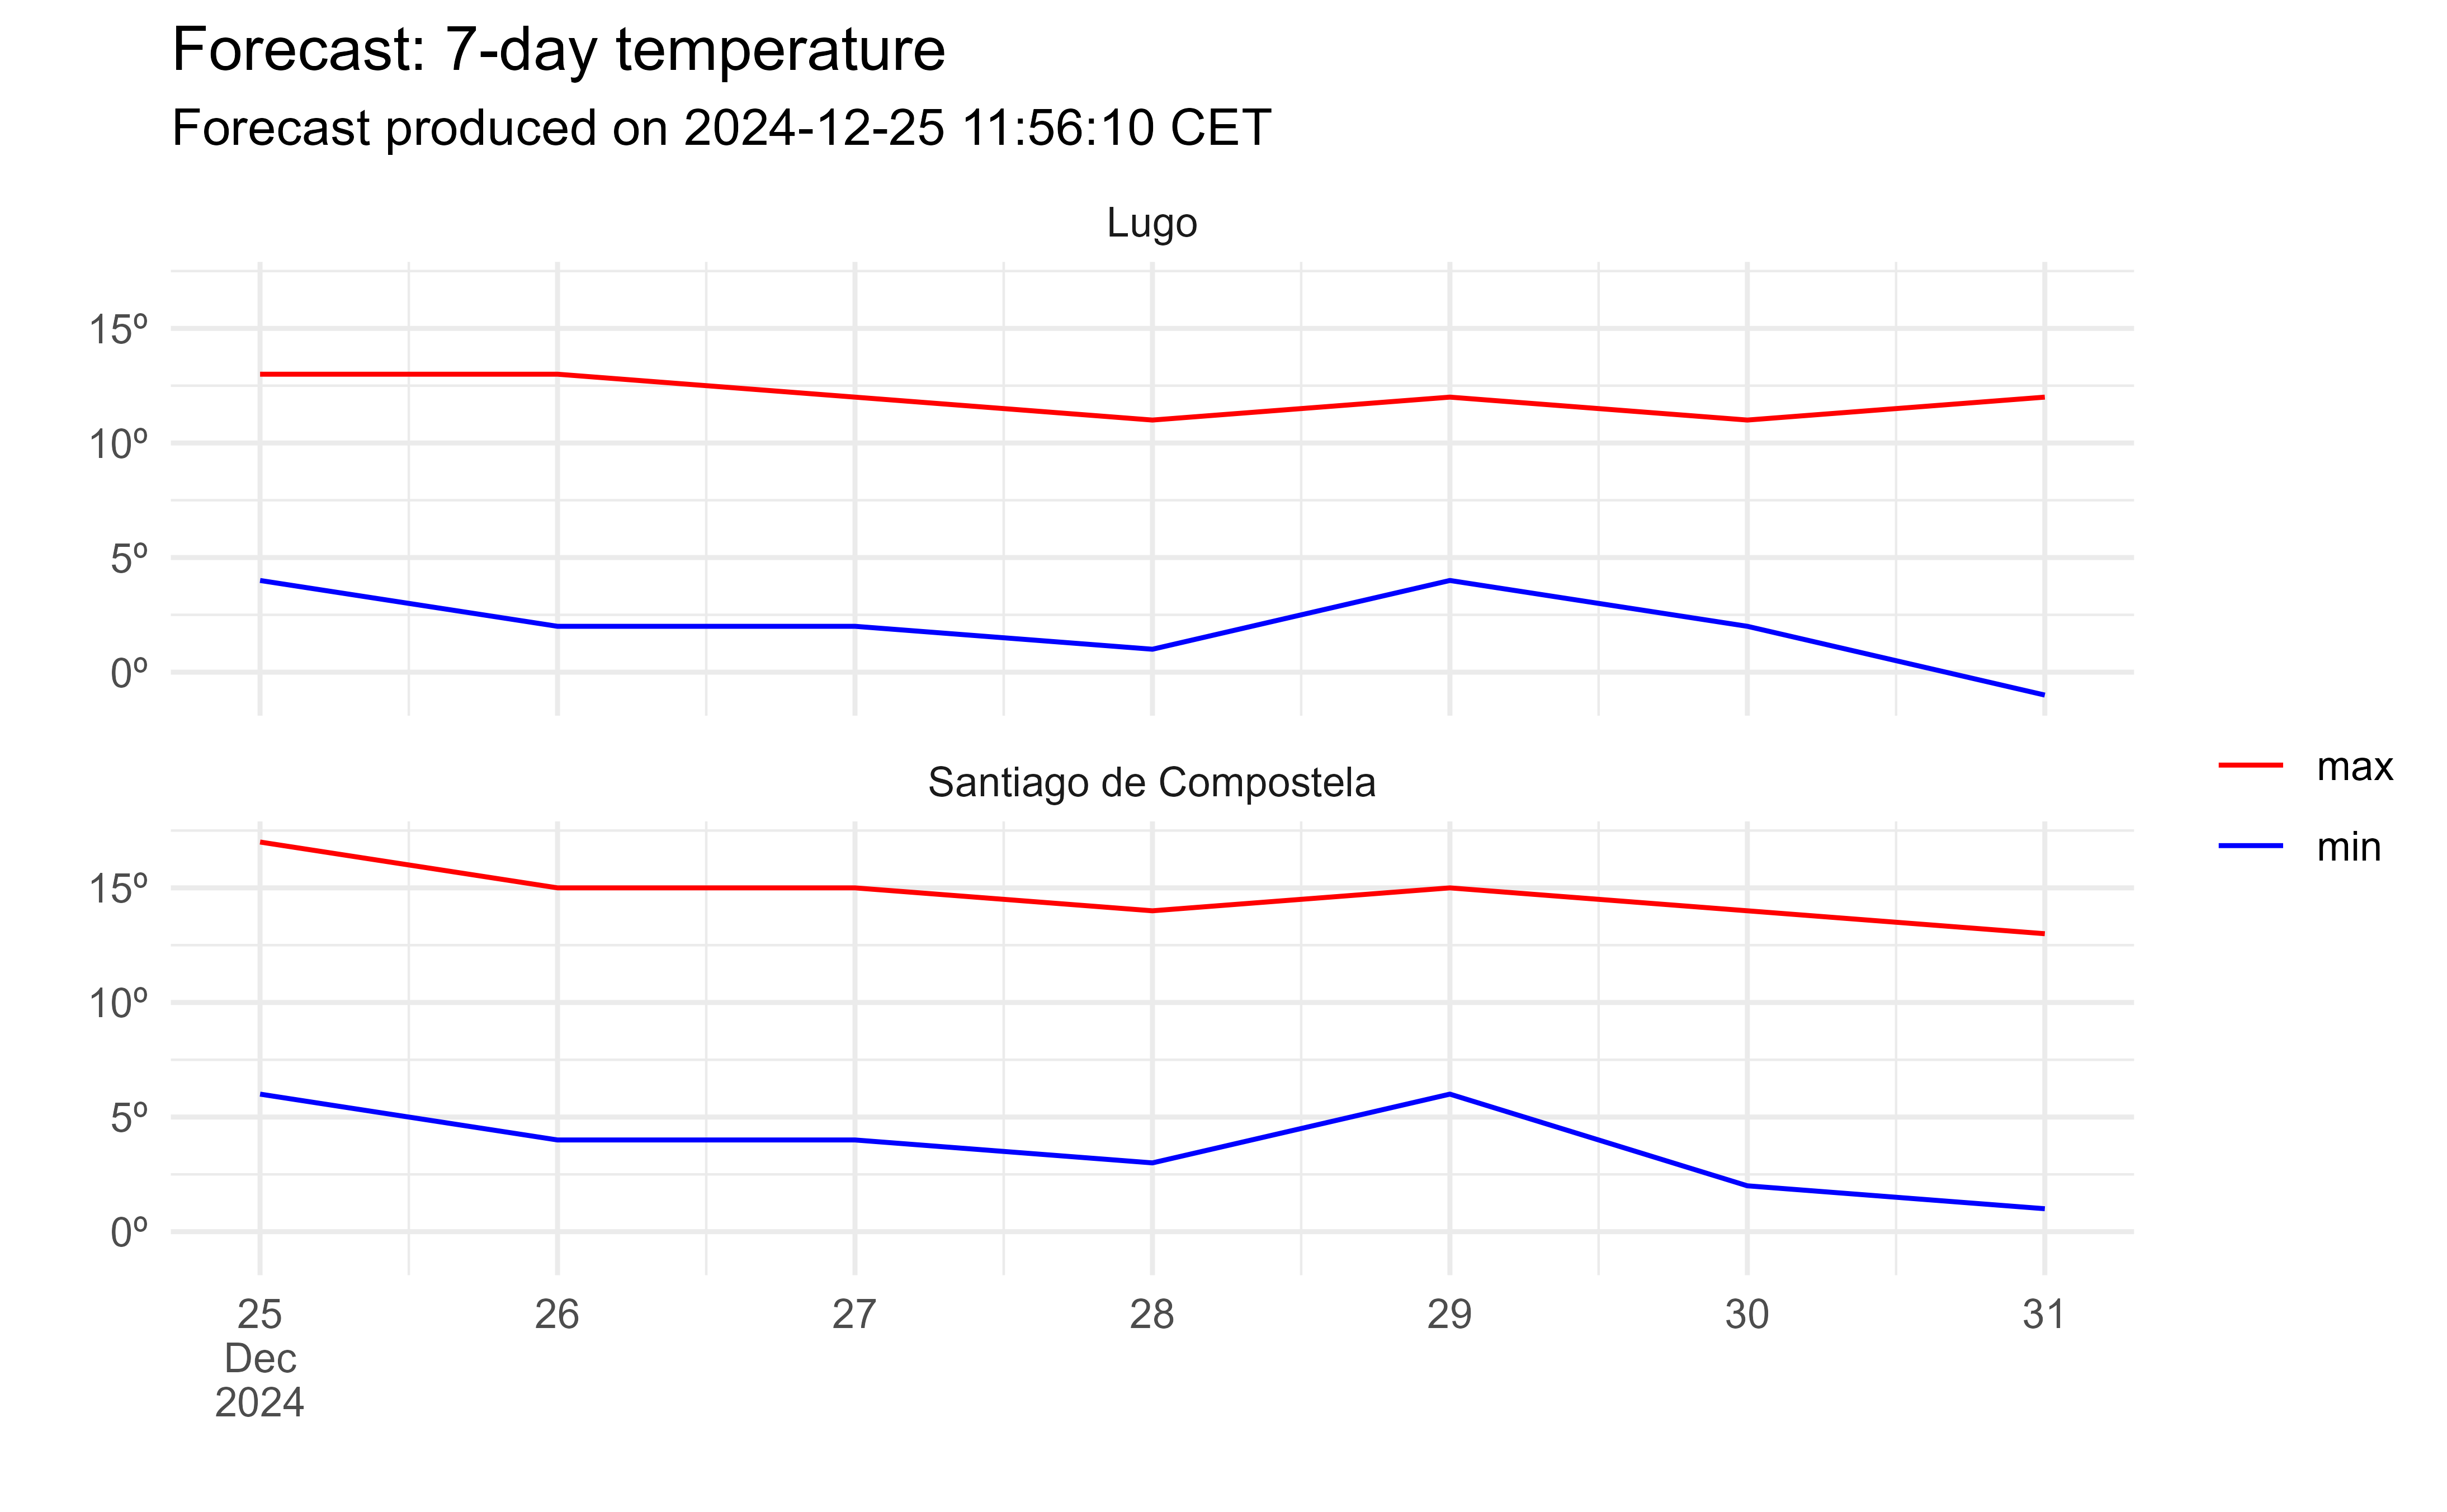 Forecast: 7-day temperature
Forecast produced on 2024-12-25 11:56:10 CET
Lugo
15º
10º
5º
0º
Santiago de Compostela
15º
10º
5º
0º
25 26 27 28 29 30 31
Dec
2024
max
min